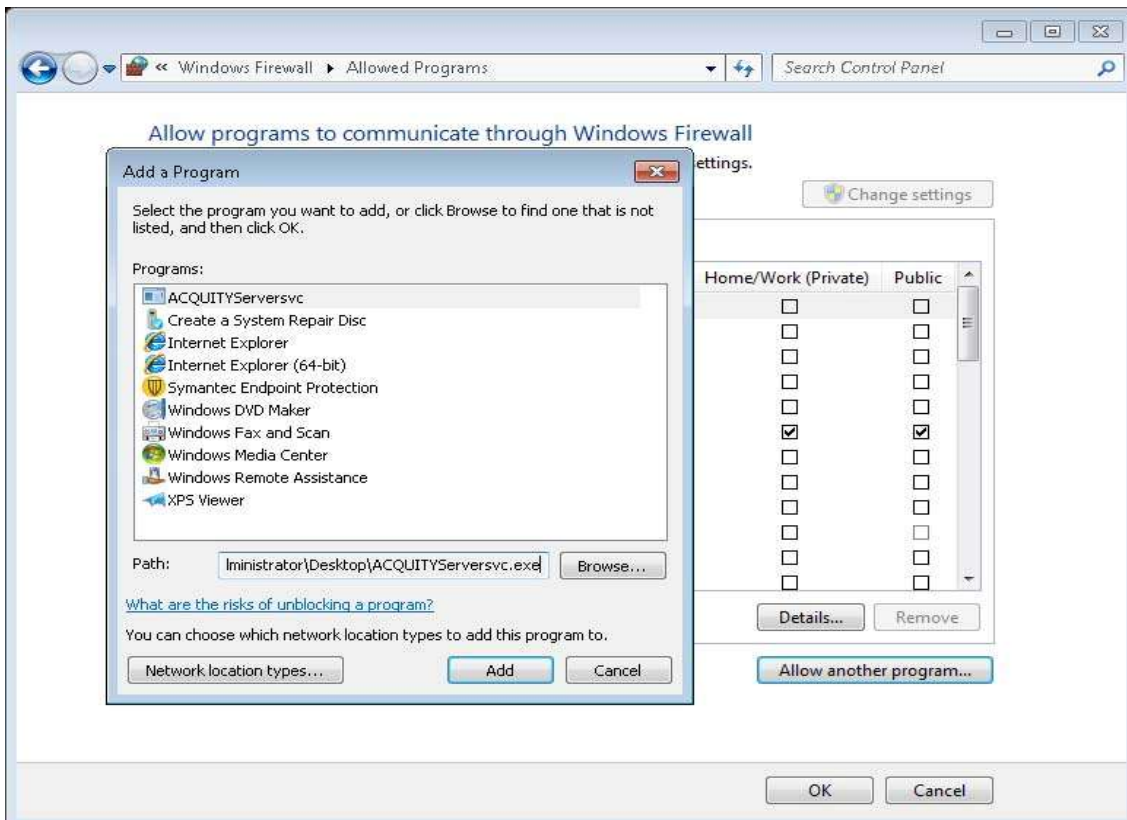 « Windows Firewall ▸ Allowed Programs
Search Control Panel
Allow programs to communicate through Windows Firewall
ettings.
Change settings
Add a Program
Select the program you want to add, or click Browse to find one that is not
listed, and then click OK.
Programs:
ACQUITYServersvc
Create a System Repair Disc
Internet Explorer
Internet Explorer (64-bit)
Symantec Endpoint Protection
Windows DVD Maker
Windows Fax and Scan
Windows Media Center
Windows Remote Assistance
XPS Viewer
Path: lministrator\Desktop\ACQUITYServersvc.exe Browse...
What are the risks of unblocking a program?
You can choose which network location types to add this program to.
Network location types... Add Cancel
Home/Work (Private) Public
Details... Remove
Allow another program...
OK Cancel